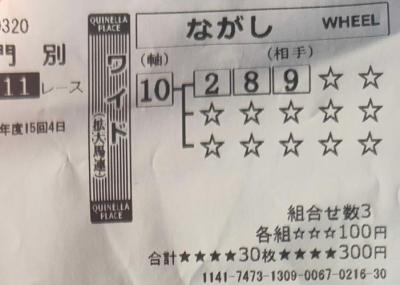 0320
門別
11レース
年度15回4日
QUINELLA
PLACE
ワイド
(拡大馬連)
QUINELLA
PLACE
ながし WHEEL
(軸) (相手)
10 2 8 9 ☆ ☆
☆ ☆ ☆ ☆ ☆
☆ ☆ ☆ ☆ ☆
組合せ数3
各組☆☆☆100円
合計★★★★30枚★★★★300円
1141-7473-1309-0067-0216-30